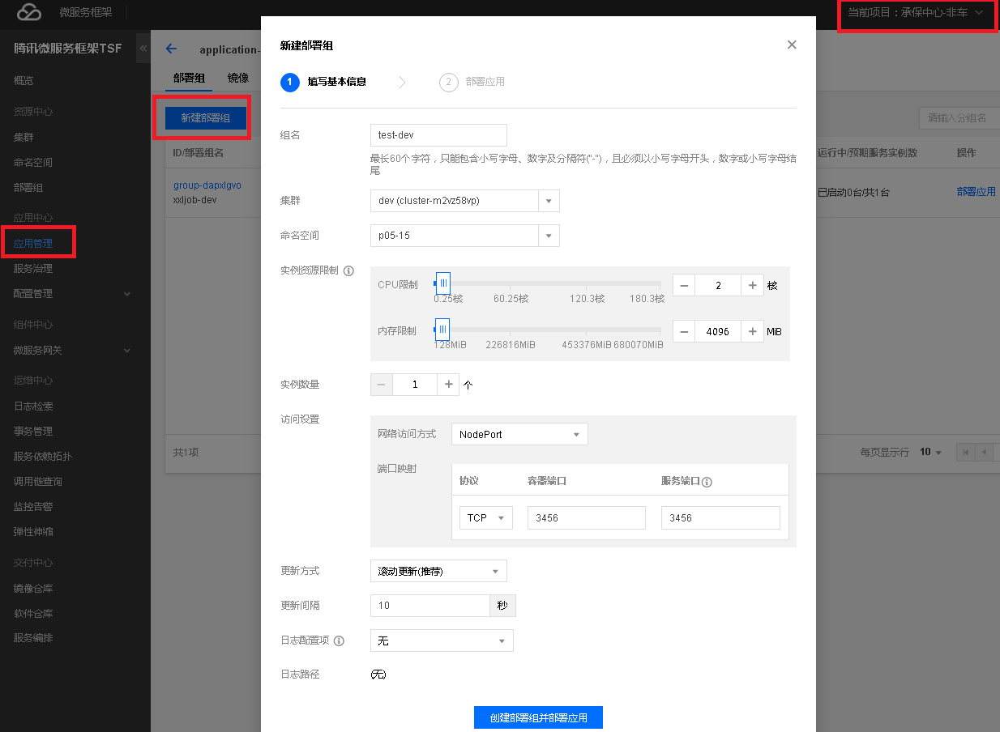 微服务框架
当前项目：承保中心-非车
腾讯微服务框架TSF
«
概览
资源中心
集群
命名空间
部署组
应用中心
应用管理
服务治理
配置管理
组件中心
微服务网关
运维中心
日志检索
事务管理
服务依赖拓扑
调用链查询
监控告警
弹性伸缩
交付中心
镜像仓库
软件仓库
服务编排
application-
部署组 镜像
新建部署组
请输入分组名
ID/部署组名
运行中/预期服务实例数 操作
group-dapxlgvo
xxljob-dev
已启动0台/共1台 部署应用
共1项
每页显示行 10
新建部署组
1 填写基本信息
2 部署应用
组名 test-dev
最长60个字符，只能包含小写字母、数字及分隔符("-")，且必须以小写字母开头，数字或小写字母结
尾
集群 dev (cluster-m2vz58vp)
命名空间 p05-15
实例资源限制
CPU限制 2 核
0.25核 60.25核 120.3核 180.3核
内存限制 4096 MiB
128MiB 226816MiB 453376MiB 680070MiB
实例数量 1 个
访问设置
网络访问方式 NodePort
端口映射
协议 容器端口 服务端口
TCP 3456 3456
更新方式 滚动更新(推荐)
更新间隔 10 秒
日志配置项 无
日志路径 (无)
创建部署组并部署应用